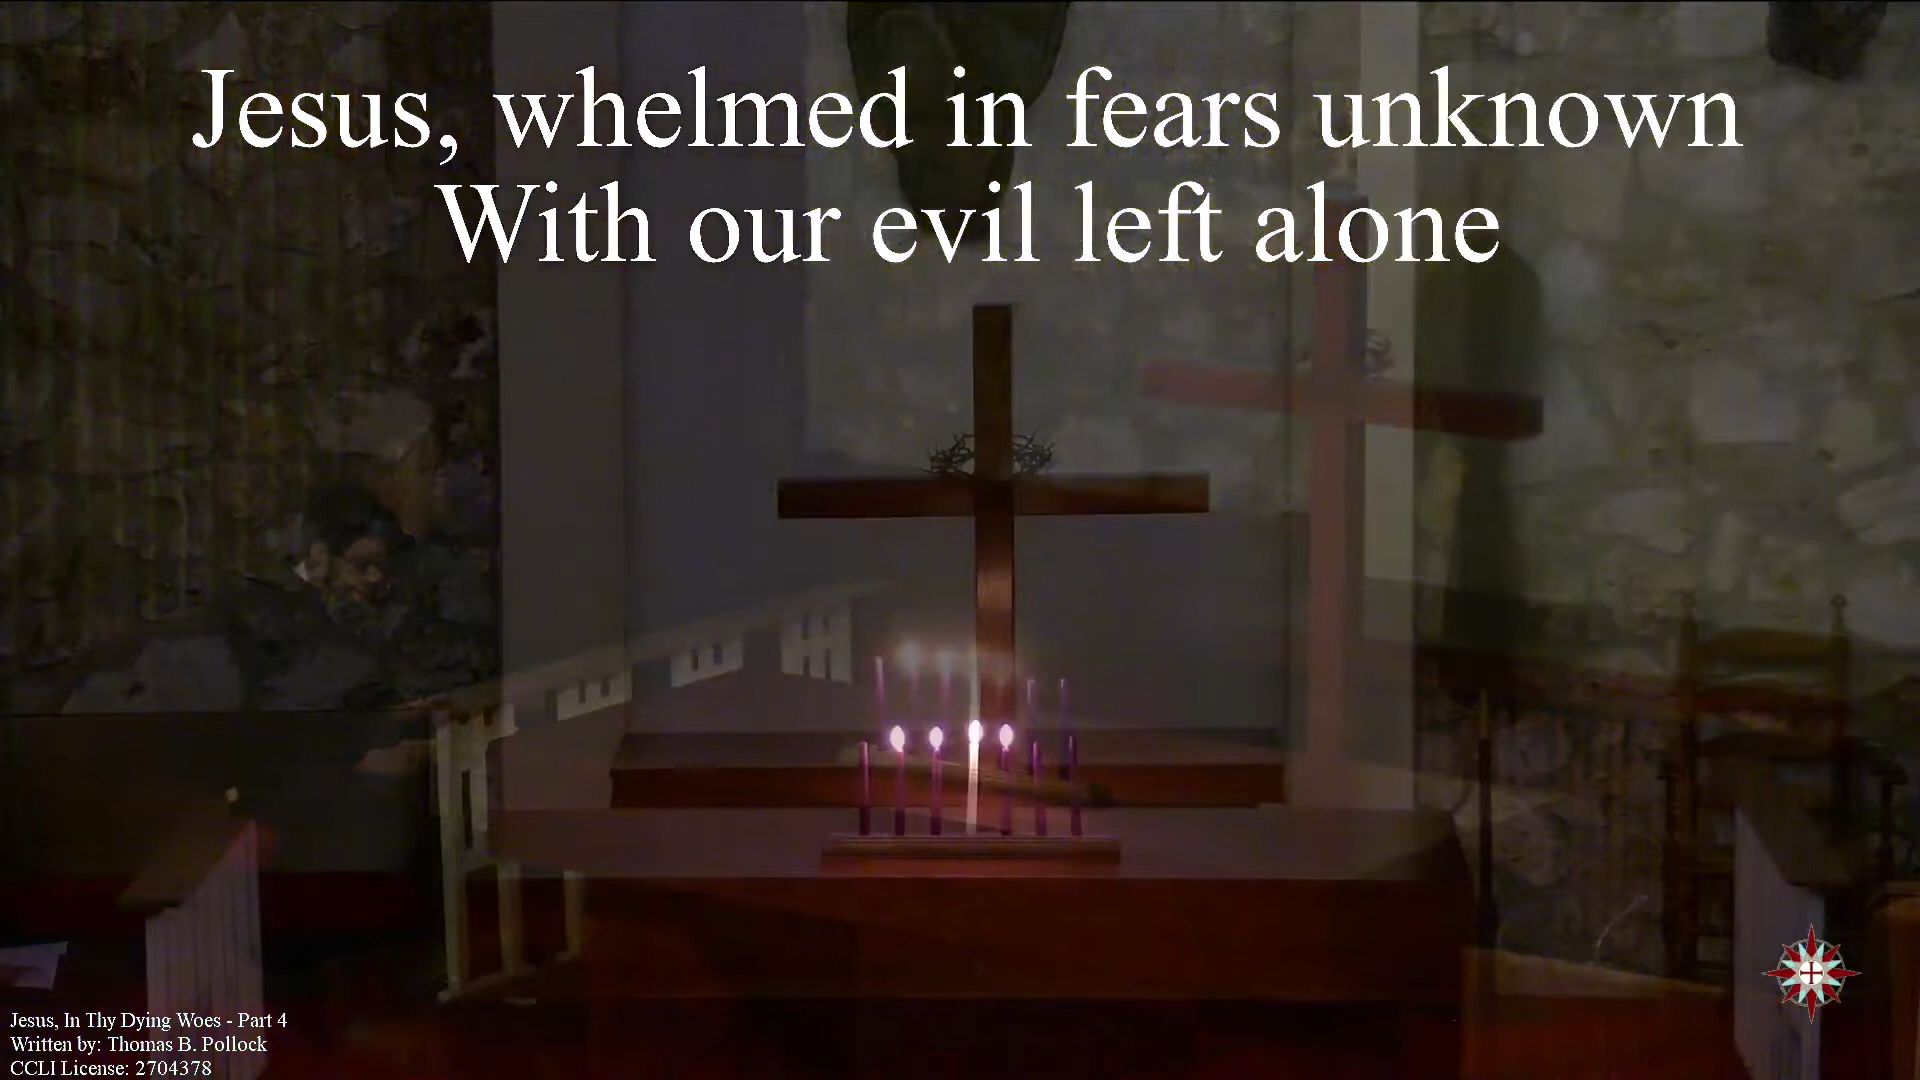 Jesus, whelmed in fears unknown
With our evil left alone
Jesus, In Thy Dying Woes - Part 4
Written by: Thomas B. Pollock
CCLI License: 2704378